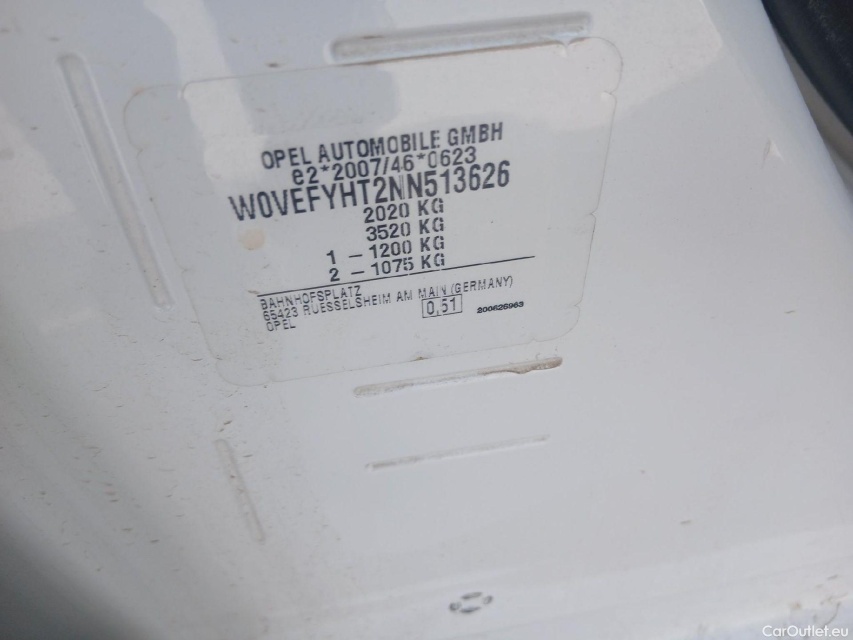 OPEL AUTOMOBILE GMBH
e2*2007/46*0623
W0VEFYHT2NN513626
2020 KG
3520 KG
1 - 1200 KG
2 - 1075 KG
BAHNHOFSPLATZ
65423 RUESSELSHEIM AM MAIN (GERMANY)
OPEL
0,51
200626963
CarOutlet.eu